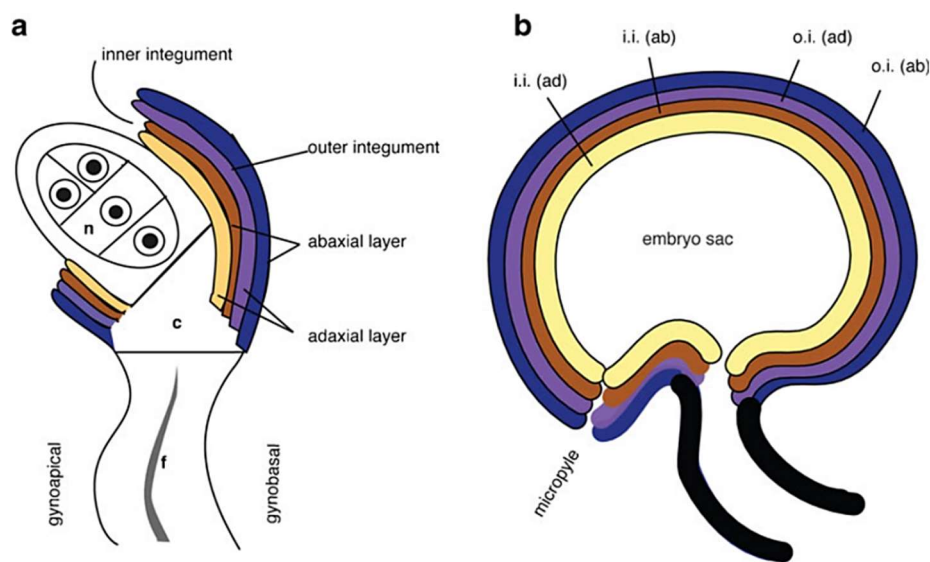 a
inner integument
outer integument
n
abaxial layer
c
adaxial layer
f
gynoapical
gynobasal
b
i.i. (ad)
i.i. (ab)
o.i. (ad)
o.i. (ab)
embryo sac
micropyle